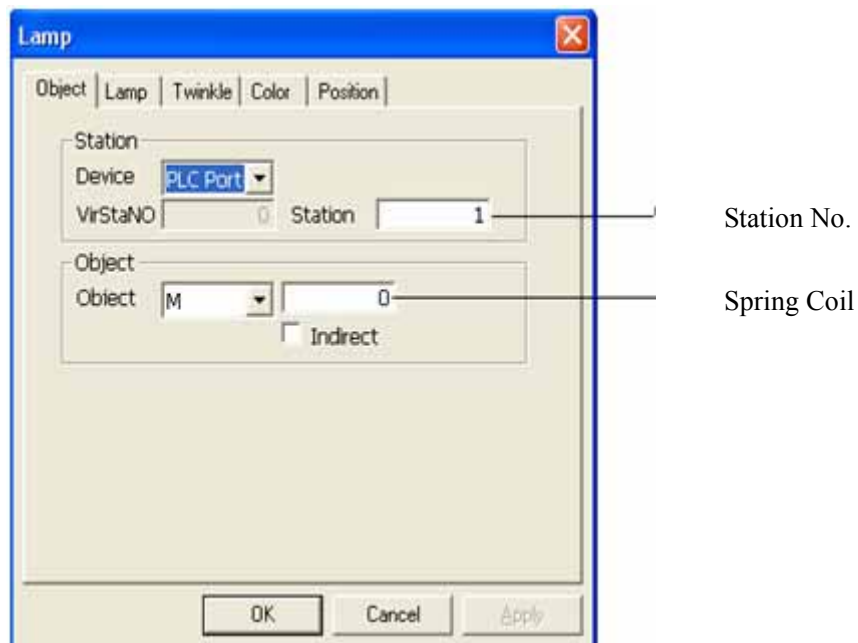 Lamp
Object Lamp Twinkle Color Position
Station
Device PLC Port
VirStaNO 0 Station 1
Station No.
Object
Object M 0
Spring Coil
Indirect
OK Cancel Apply